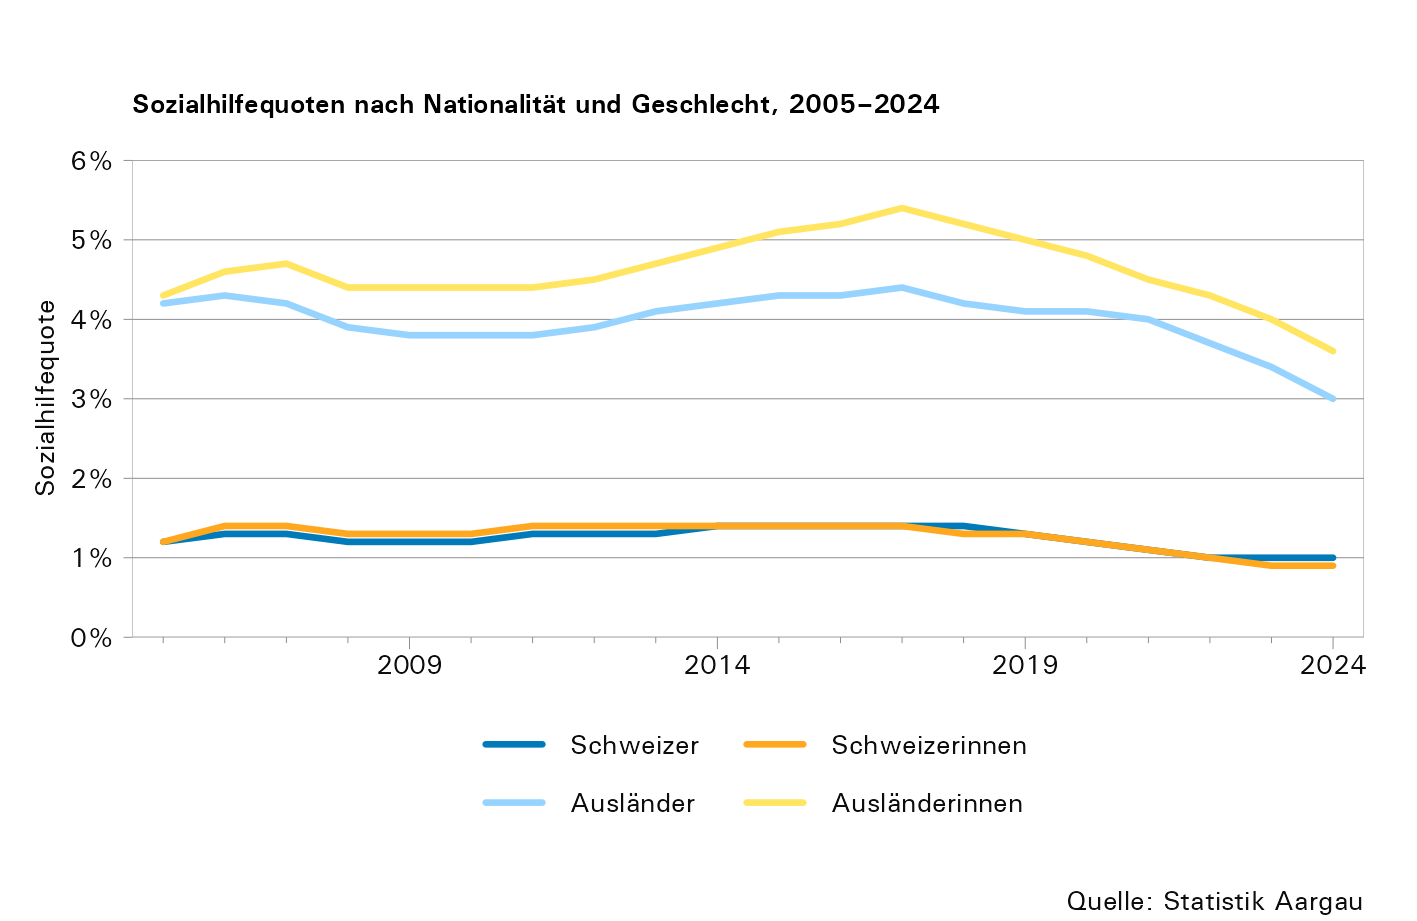 Sozialhilfequoten nach Nationalität und Geschlecht, 2005–2024
6%
5%
4%
3%
2%
1%
0%
Sozialhilfequote
2009 2014 2019 2024
Schweizer Schweizerinnen
Ausländer Ausländerinnen
Quelle: Statistik Aargau